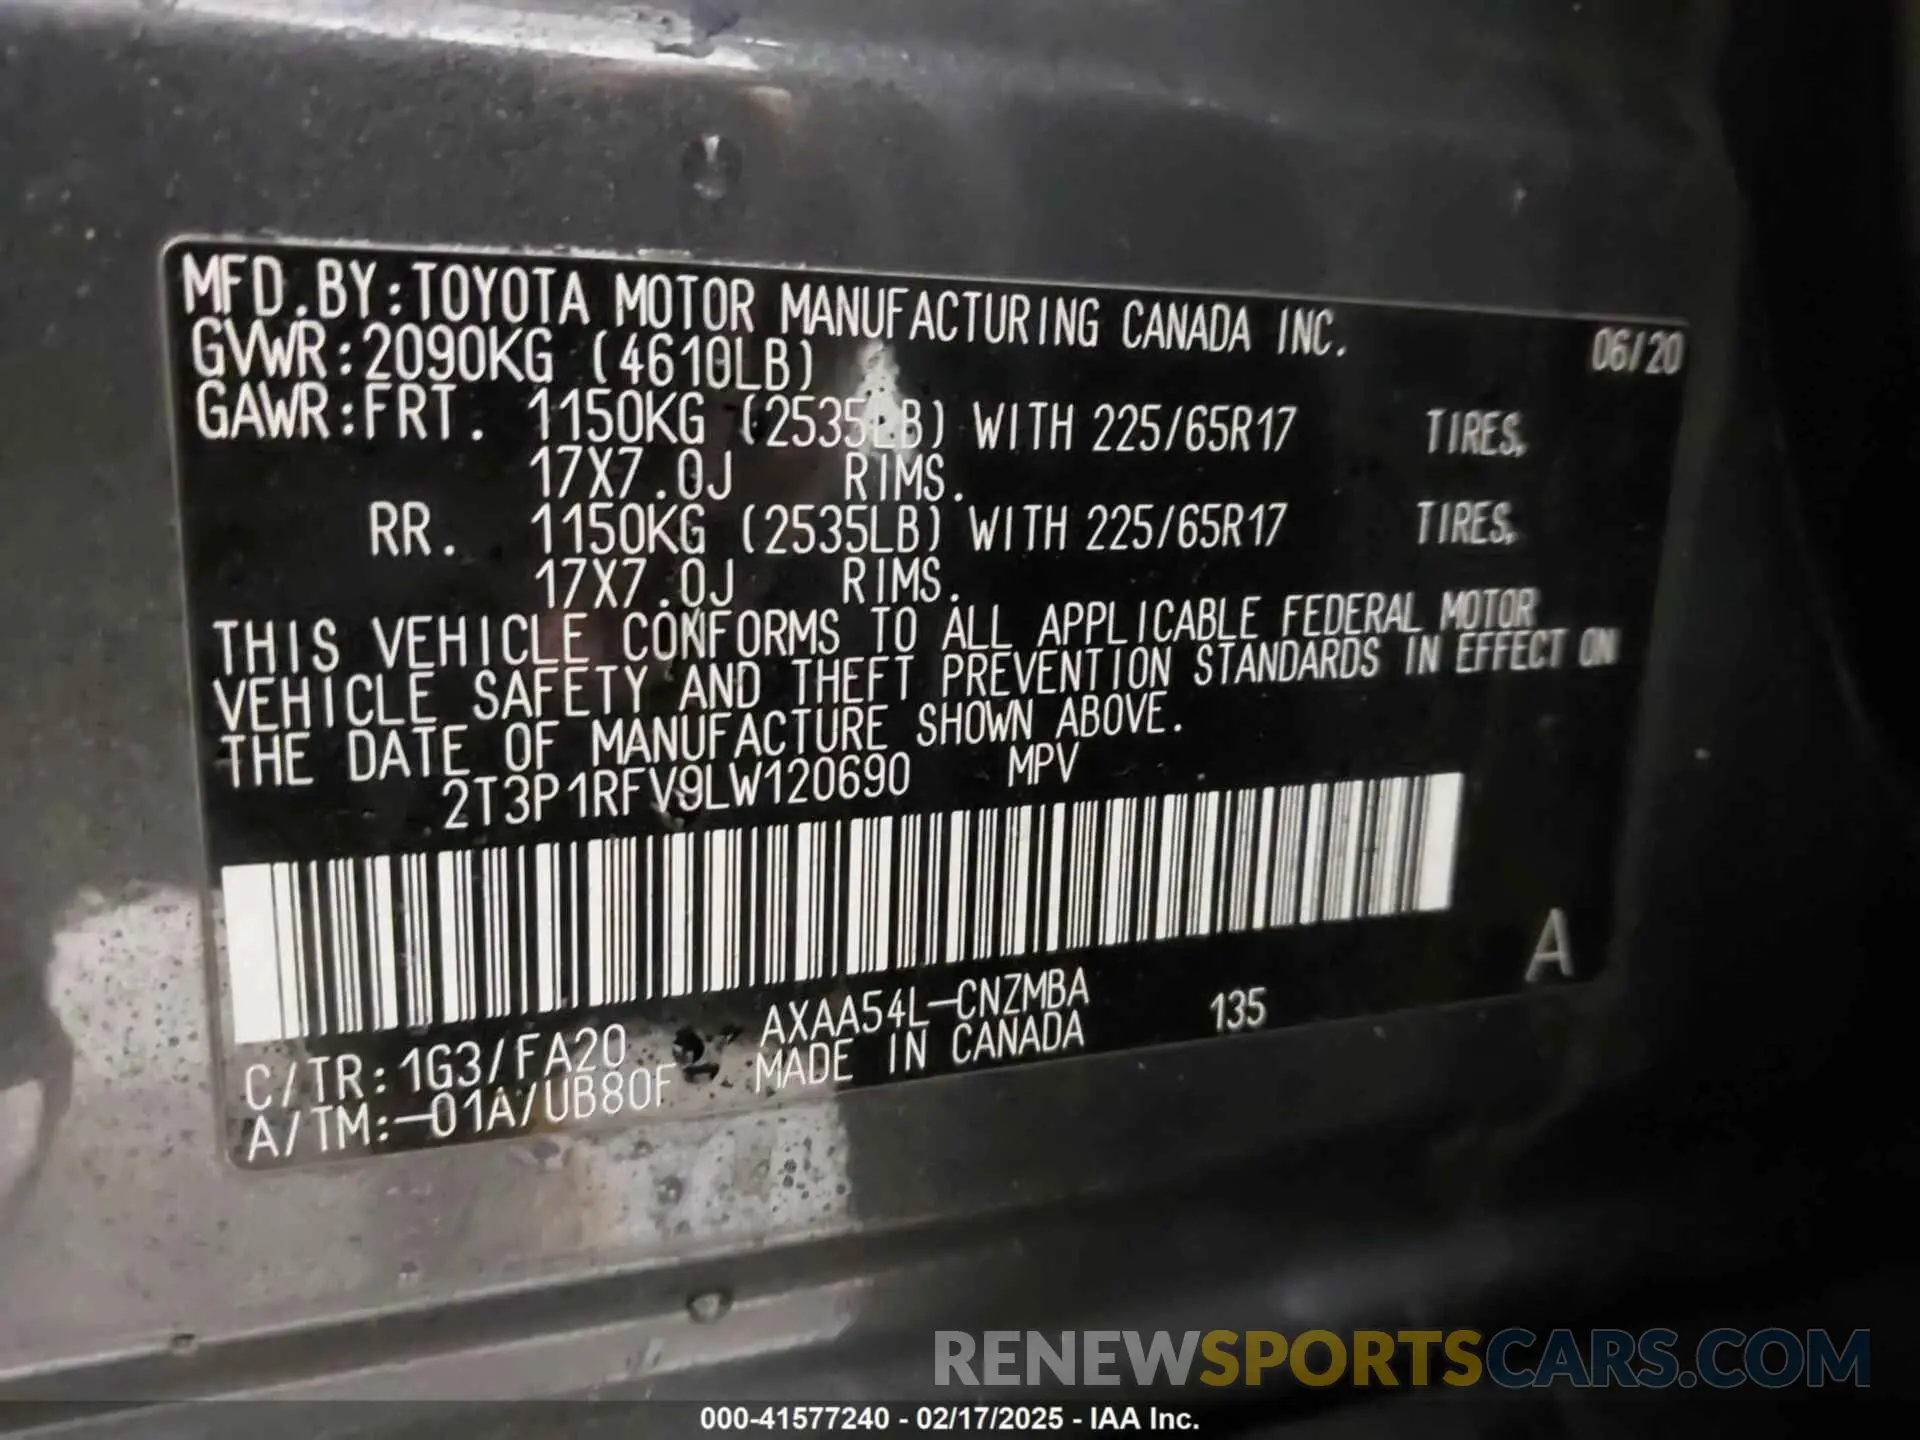 MFD.BY:TOYOTA MOTOR MANUFACTURING CANADA INC. 06/20
GVWR:2090KG (4610LB)
GAWR:FRT. 1150KG (2535LB) WITH 225/65R17 TIRES,
17X7.0J RIMS.
RR. 1150KG (2535LB) WITH 225/65R17 TIRES,
17X7.0J RIMS.
THIS VEHICLE CONFORMS TO ALL APPLICABLE FEDERAL MOTOR
VEHICLE SAFETY AND THEFT PREVENTION STANDARDS IN EFFECT ON
THE DATE OF MANUFACTURE SHOWN ABOVE.
2T3P1RFV9LW120690 MPV
A
C/TR:1G3/FA20 AXAA54L-CNZMBA 135
A/TM:-01A/UB80F MADE IN CANADA
RENEWSPORTSCARS.COM
000-41577240 - 02/17/2025 - IAA Inc.